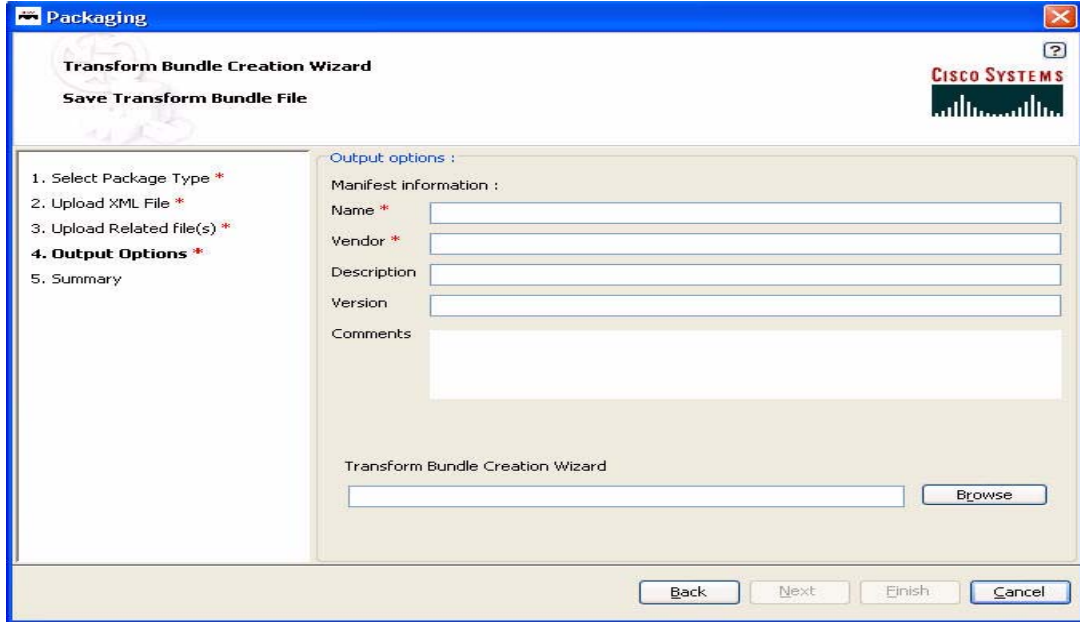 Packaging
?
Transform Bundle Creation Wizard
Save Transform Bundle File
CISCO SYSTEMS
1. Select Package Type *
2. Upload XML File *
3. Upload Related file(s) *
4. Output Options *
5. Summary
Output options :
Manifest information :
Name *
Vendor *
Description
Version
Comments
Transform Bundle Creation Wizard
Browse
Back
Next
Finish
Cancel